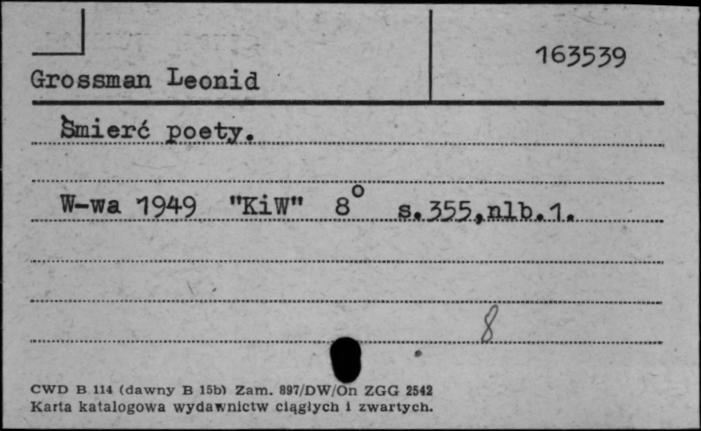 163539
Grossman Leonid
Śmierć poety.
W-wa 1949 "KiW" 8° s.355,nlb.1.
8
CWD B 114 (dawny B 15b) Zam. 897/DW/On ZGG 2542
Karta katalogowa wydawnictw ciągłych i zwartych.